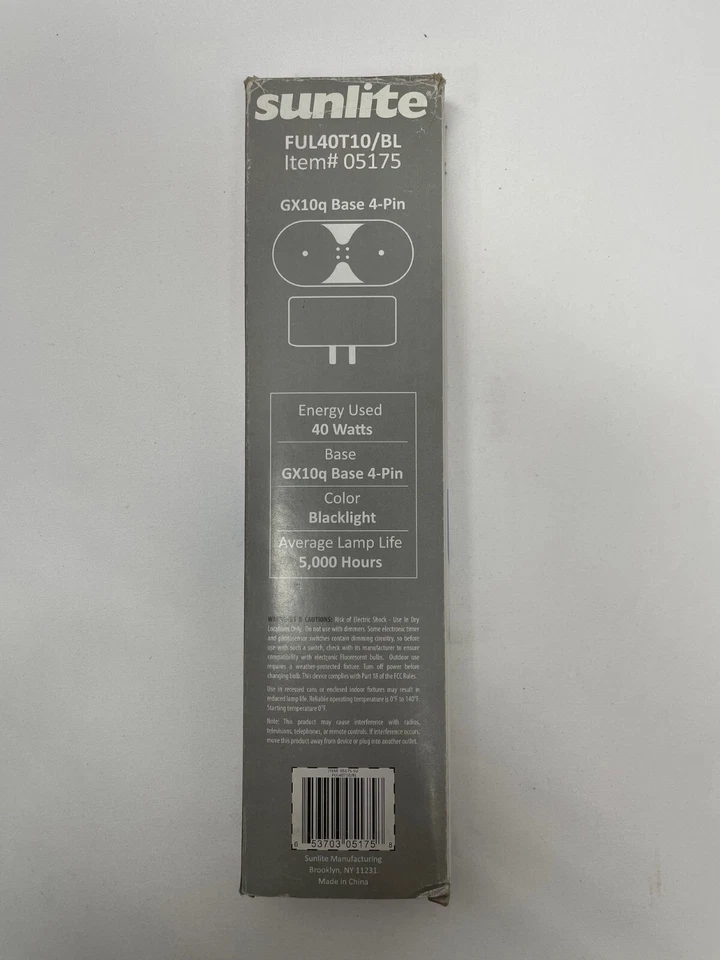 sunlite®
FUL40T10/BL
Item# 05175
GX10q Base 4-Pin
Energy Used
40 Watts
Base
GX10q Base 4-Pin
Color
Blacklight
Average Lamp Life
5,000 Hours
CAUTIONS: Risk of Electric Shock - Use In Dry
Locations Only. Do not use with dimmers. Some electronic timer
and photosensor switches contain dimming circuitry, so before
use with such a switch, check with its manufacturer to ensure
compatibility with electronic Fluorescent bulbs. Outdoor use
requires a weather-protected fixture. Turn off power before
changing bulb. This device complies with Part 18 of the FCC Rules.
Use in recessed cans or enclosed indoor fixtures may result in
reduced lamp life. Reliable operating temperature is 0°F to 140°F.
Starting temperature 0°F.
Note: This product may cause interference with radios,
televisions, telephones, or remote controls. If interference occurs,
move this product away from device or plug into another outlet.
6 53703 05175 8
Sunlite Manufacturing
Brooklyn, NY 11231
Made in China